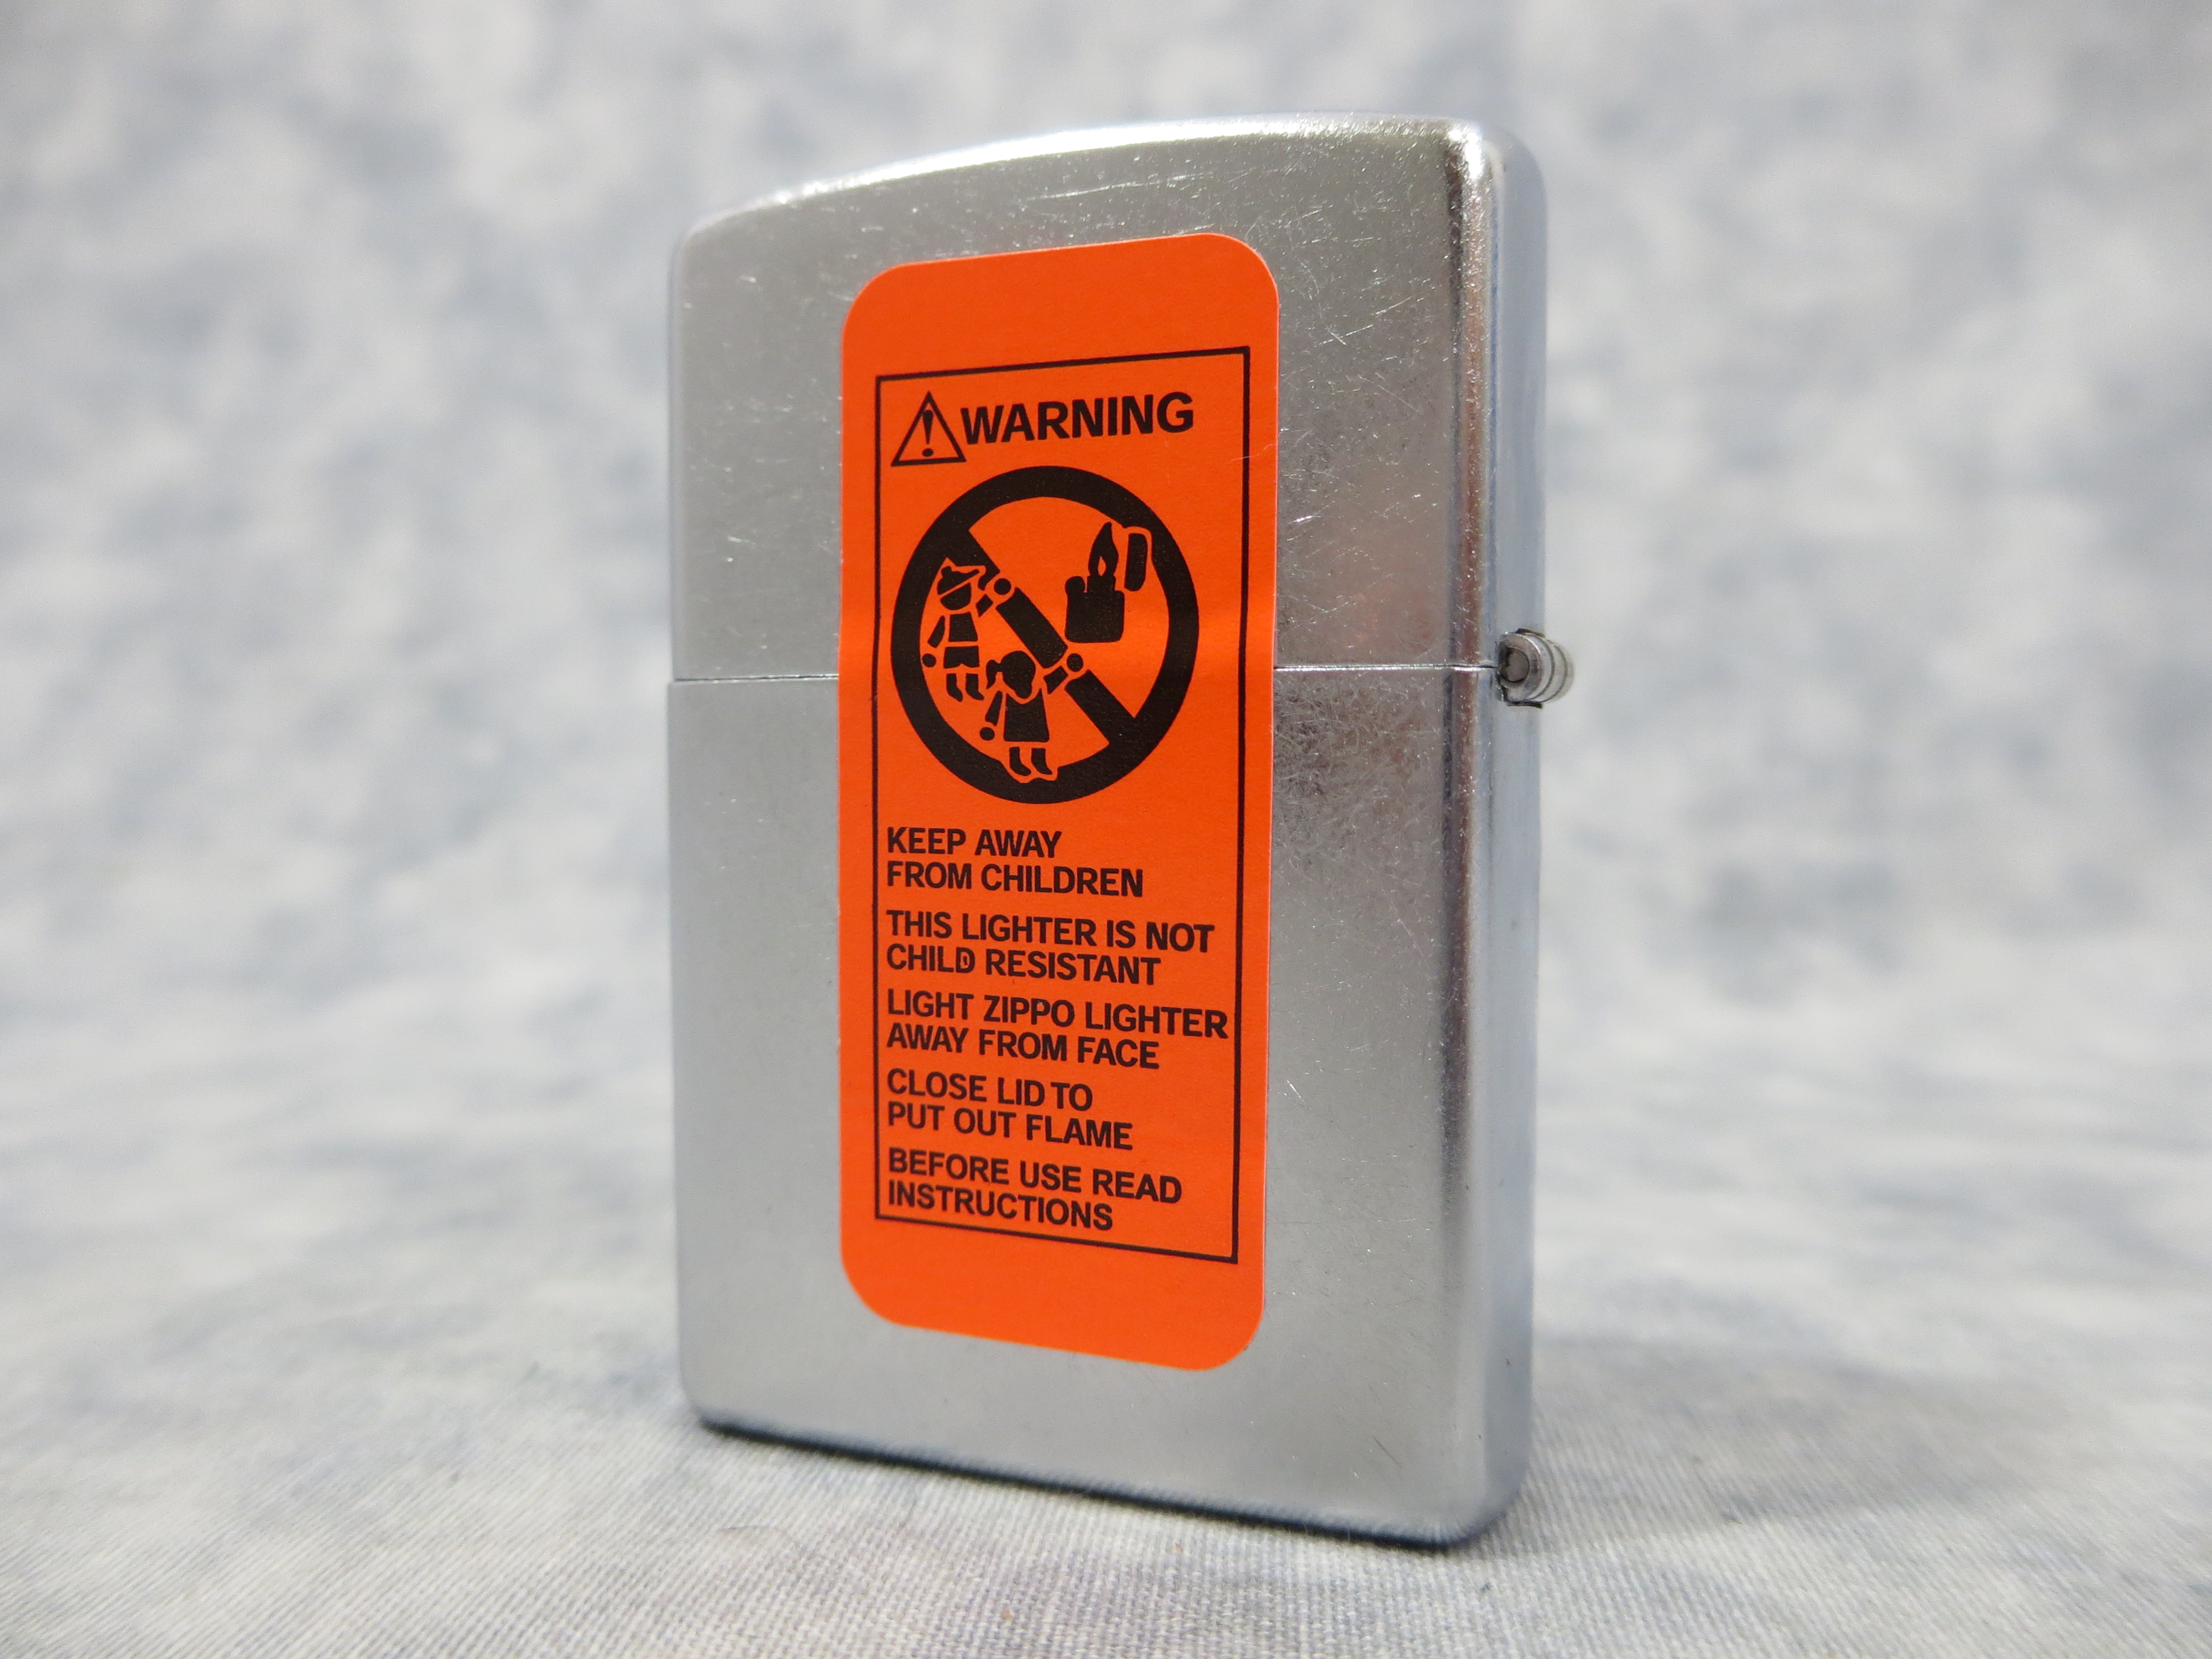 WARNING
KEEP AWAY
FROM CHILDREN
THIS LIGHTER IS NOT
CHILD RESISTANT
LIGHT ZIPPO LIGHTER
AWAY FROM FACE
CLOSE LID TO
PUT OUT FLAME
BEFORE USE READ
INSTRUCTIONS